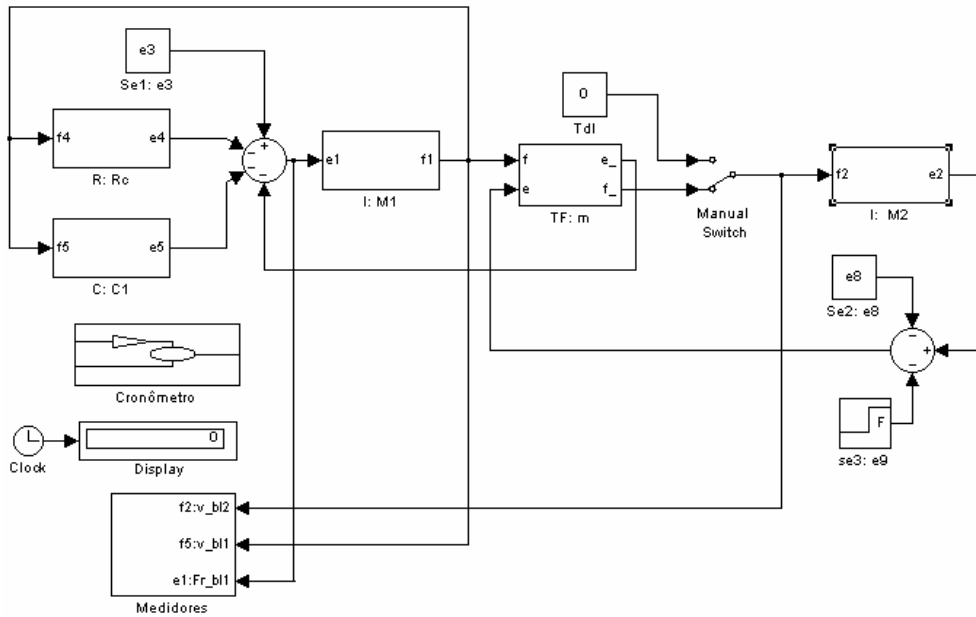 e3
Se1: e3
f4
e4
R: Rc
f5
e5
C: C1
+
−
−
−
e1
f1
I: M1
f
e_
e
f_
TF: m
0
Tdl
Manual
Switch
f2
e2
I: M2
e8
Se2: e8
−
+
−
F
se3: e9
Cronômetro
Clock
0
Display
f2:v_bl2
f5:v_bl1
e1:Fr_bl1
Medidores